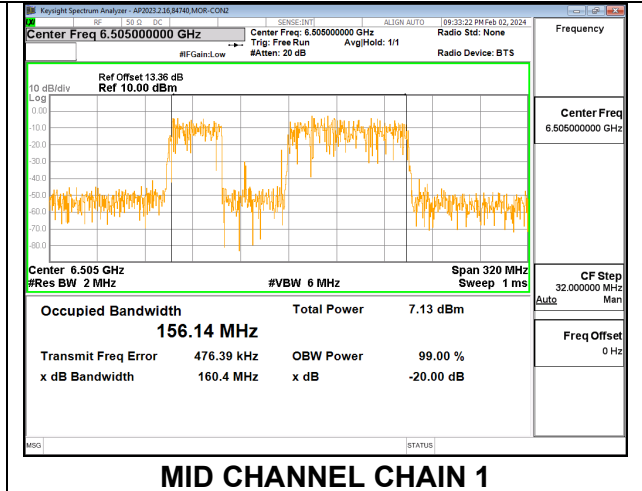 Keysight Spectrum Analyzer - AP2023.2.16,84740,MOR-CON2
RF 50 Ω DC SENSE:INT ALIGN AUTO 09:33:22 PM Feb 02, 2024
Center Freq 6.505000000 GHz Center Freq: 6.505000000 GHz Radio Std: None
Trig: Free Run Avg|Hold: 1/1
#IFGain:Low #Atten: 20 dB Radio Device: BTS
Frequency
Ref Offset 13.36 dB
10 dB/div Ref 10.00 dBm
Log
0.00
-10.0
-20.0
-30.0
-40.0
-50.0
-60.0
-70.0
-80.0
Center 6.505 GHz Span 320 MHz
#Res BW 2 MHz #VBW 6 MHz Sweep 1 ms
Center Freq
6.505000000 GHz
CF Step
32.000000 MHz
Auto Man
Freq Offset
0 Hz
Occupied Bandwidth Total Power 7.13 dBm
156.14 MHz
Transmit Freq Error 476.39 kHz OBW Power 99.00 %
x dB Bandwidth 160.4 MHz x dB -20.00 dB
MSG STATUS
MID CHANNEL CHAIN 1